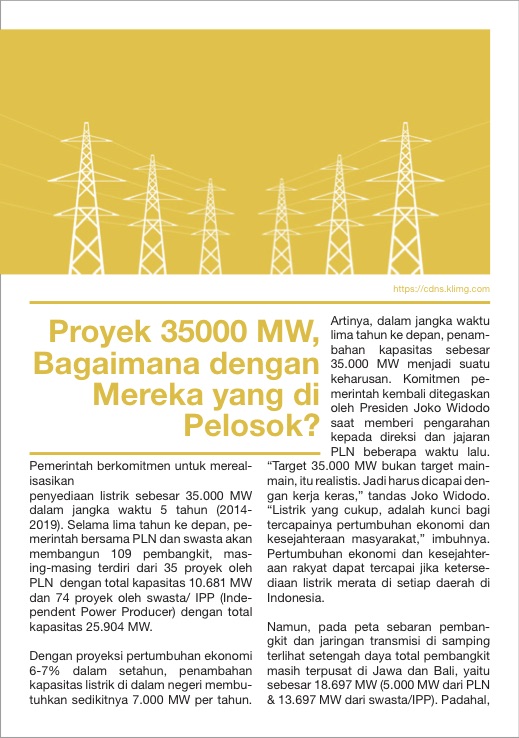 https://cdns.klimg.com
Proyek 35000 MW,
Bagaimana dengan
Mereka yang di
Pelosok?
Pemerintah berkomitmen untuk mereal-
isasikan
penyediaan listrik sebesar 35.000 MW
dalam jangka waktu 5 tahun (2014-
2019). Selama lima tahun ke depan, pe-
merintah bersama PLN dan swasta akan
membangun 109 pembangkit, mas-
ing-masing terdiri dari 35 proyek oleh
PLN dengan total kapasitas 10.681 MW
dan 74 proyek oleh swasta/ IPP (Inde-
pendent Power Producer) dengan total
kapasitas 25.904 MW.
Dengan proyeksi pertumbuhan ekonomi
6-7% dalam setahun, penambahan
kapasitas listrik di dalam negeri membu-
tuhkan sedikitnya 7.000 MW per tahun.
Artinya, dalam jangka waktu
lima tahun ke depan, penam-
bahan kapasitas sebesar
35.000 MW menjadi suatu
keharusan. Komitmen pe-
merintah kembali ditegaskan
oleh Presiden Joko Widodo
saat memberi pengarahan
kepada direksi dan jajaran
PLN beberapa waktu lalu.
“Target 35.000 MW bukan target main-
main, itu realistis. Jadi harus dicapai den-
gan kerja keras,” tandas Joko Widodo.
“Listrik yang cukup, adalah kunci bagi
tercapainya pertumbuhan ekonomi dan
kesejahteraan masyarakat,” imbuhnya.
Pertumbuhan ekonomi dan kesejahter-
aan rakyat dapat tercapai jika keterse-
diaan listrik merata di setiap daerah di
Indonesia.
Namun, pada peta sebaran pemban-
gkit dan jaringan transmisi di samping
terlihat setengah daya total pembangkit
masih terpusat di Jawa dan Bali, yaitu
sebesar 18.697 MW (5.000 MW dari PLN
& 13.697 MW dari swasta/IPP). Padahal,